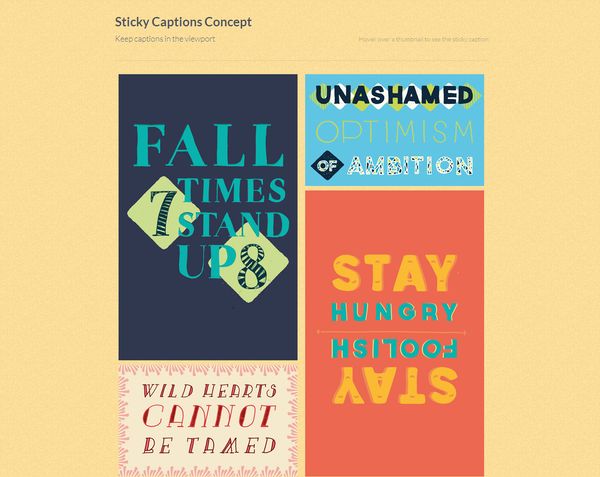 Sticky Captions Concept
Keep captions in the viewport
Hover over a thumbnail to see the sticky caption
FALL
7 TIMES
STAND
UP 8
UNASHAMED
OPTIMISM
OF AMBITION
STAY
HUNGRY
FOOLISH
STAY
WILD HEARTS
CANNOT
BE TAMED